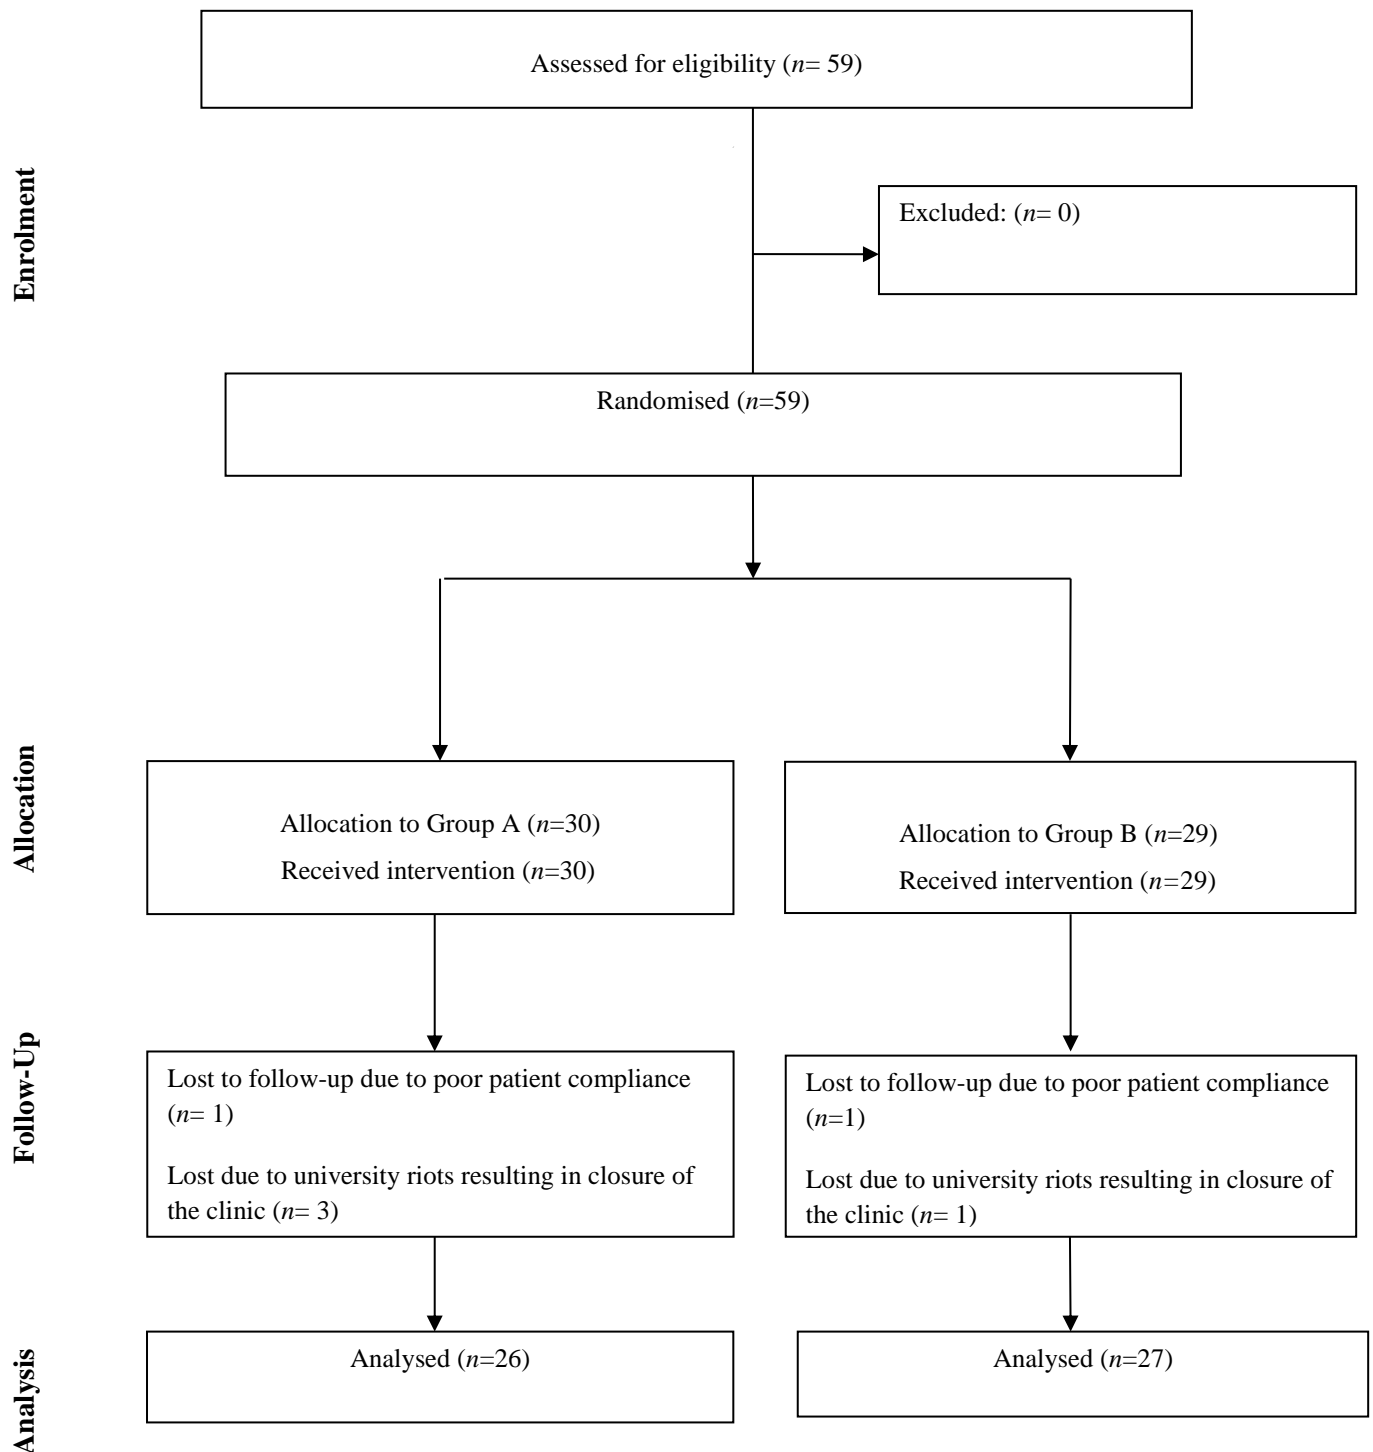 Assessed for eligibility (n= 59)
Enrolment
Excluded: (n= 0)
Randomised (n=59)
Allocation
Allocation to Group A (n=30)
Received intervention (n=30)
Allocation to Group B (n=29)
Received intervention (n=29)
Follow-Up
Lost to follow-up due to poor patient compliance
(n= 1)
Lost due to university riots resulting in closure of
the clinic (n= 3)
Lost to follow-up due to poor patient compliance
(n=1)
Lost due to university riots resulting in closure of
the clinic (n= 1)
Analysis
Analysed (n=26)
Analysed (n=27)